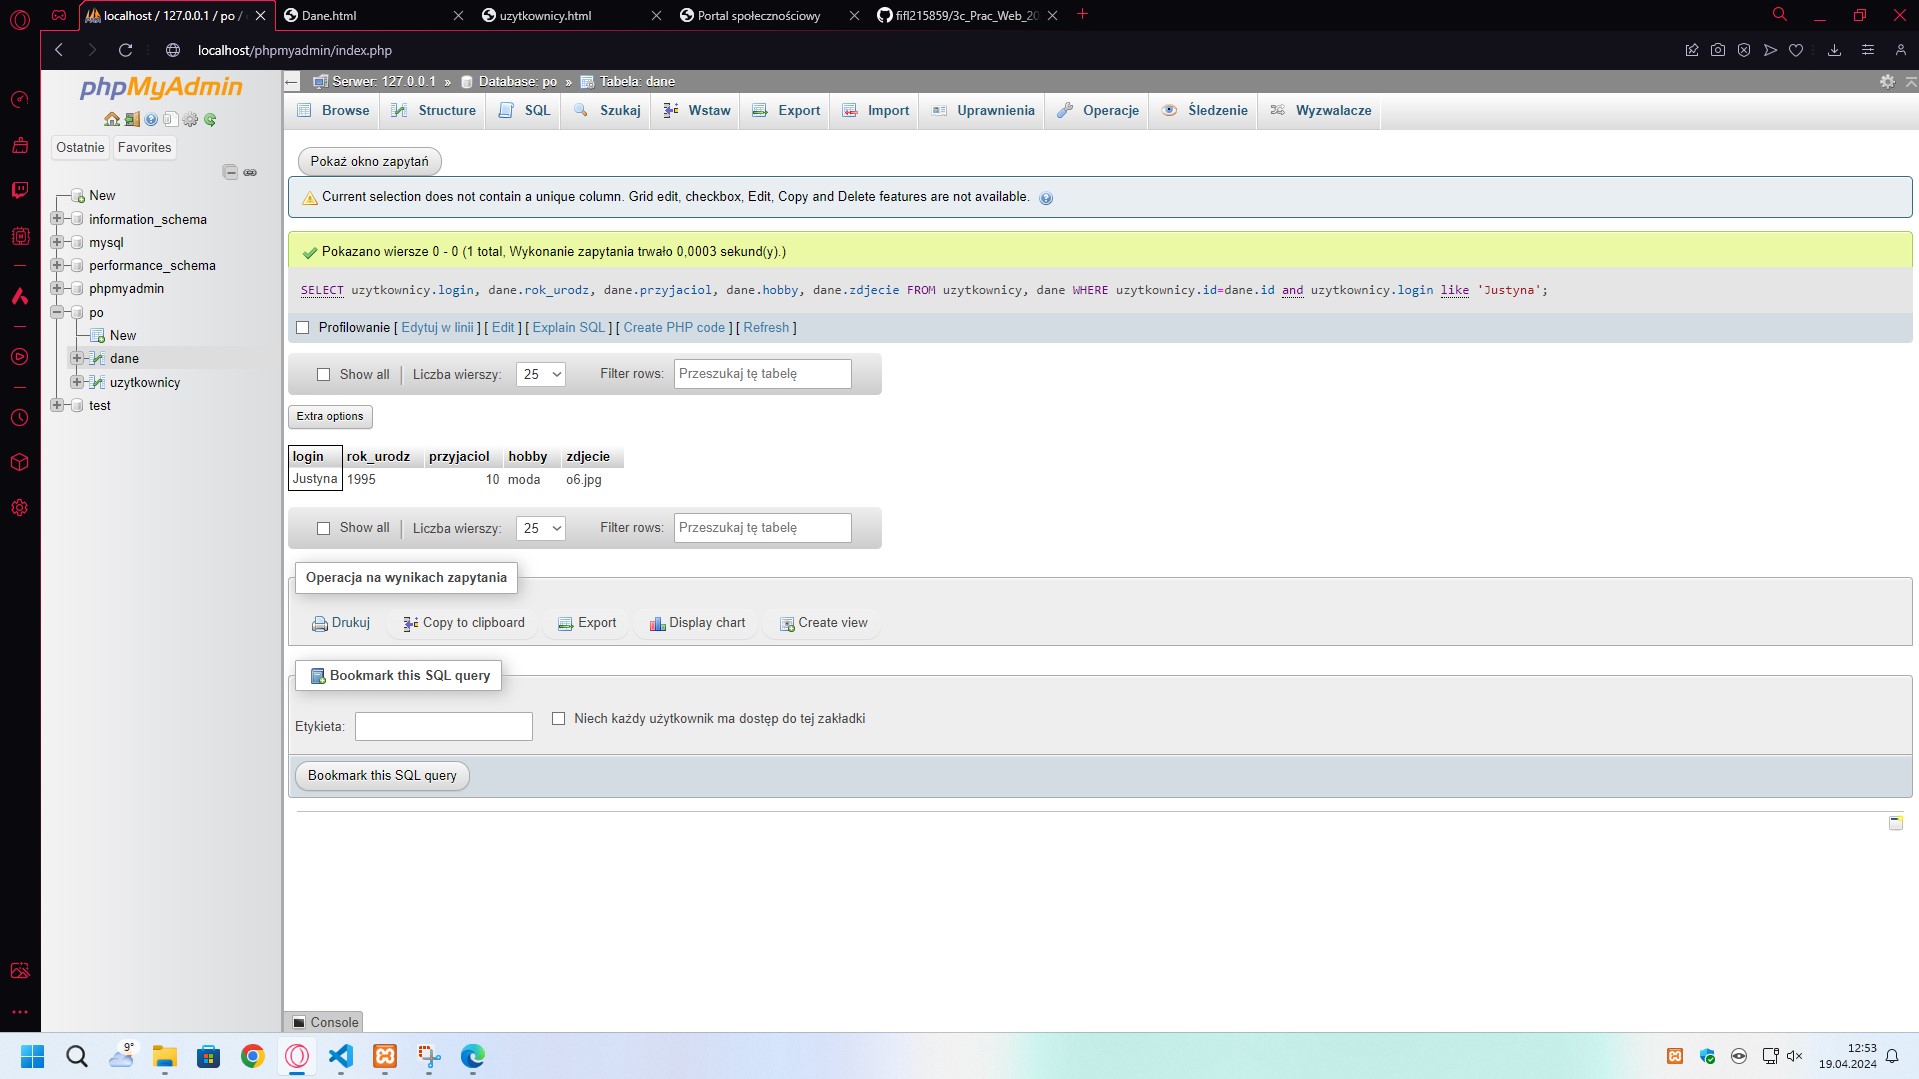 localhost / 127.0.0.1 / po /
Dane.html
uzytkownicy.html
Portal społecznościowy
fifl215859/3c_Prac_Web_20
localhost/phpmyadmin/index.php
phpMyAdmin
Serwer: 127.0.0.1 » Database: po » Tabela: dane
Browse Structure SQL Szukaj Wstaw Export Import Uprawnienia Operacje Śledzenie Wyzwalacze
Ostatnie Favorites
New
information_schema
mysql
performance_schema
phpmyadmin
po
New
dane
uzytkownicy
test
Pokaż okno zapytań
Current selection does not contain a unique column. Grid edit, checkbox, Edit, Copy and Delete features are not available.
Pokazano wiersze 0 - 0 (1 total, Wykonanie zapytania trwało 0,0003 sekund(y).)
SELECT uzytkownicy.login, dane.rok_urodz, dane.przyjaciol, dane.hobby, dane.zdjecie FROM uzytkownicy, dane WHERE uzytkownicy.id=dane.id and uzytkownicy.login like 'Justyna';
Profilowanie [ Edytuj w linii ] [ Edit ] [ Explain SQL ] [ Create PHP code ] [ Refresh ]
Show all | Liczba wierszy: 25 Filter rows: Przeszukaj tę tabelę
Extra options
login rok_urodz przyjaciol hobby zdjecie
Justyna 1995 10 moda o6.jpg
Show all | Liczba wierszy: 25 Filter rows: Przeszukaj tę tabelę
Operacja na wynikach zapytania
Drukuj Copy to clipboard Export Display chart Create view
Bookmark this SQL query
Etykieta: Niech każdy użytkownik ma dostęp do tej zakładki
Bookmark this SQL query
Console
9°
12:53
19.04.2024